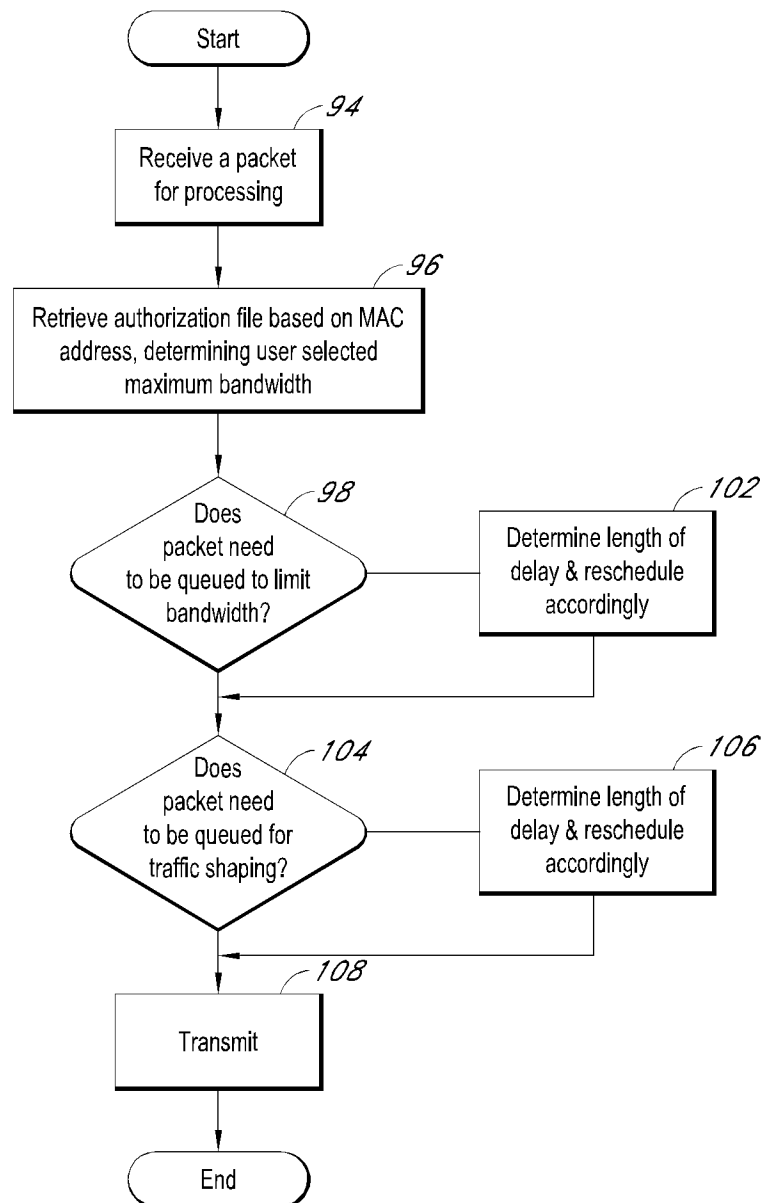 Start
94
Receive a packet
for processing
96
Retrieve authorization file based on MAC
address, determining user selected
maximum bandwidth
98
Does
packet need
to be queued to limit
bandwidth?
102
Determine length of
delay & reschedule
accordingly
104
Does
packet need
to be queued for
traffic shaping?
106
Determine length of
delay & reschedule
accordingly
108
Transmit
End